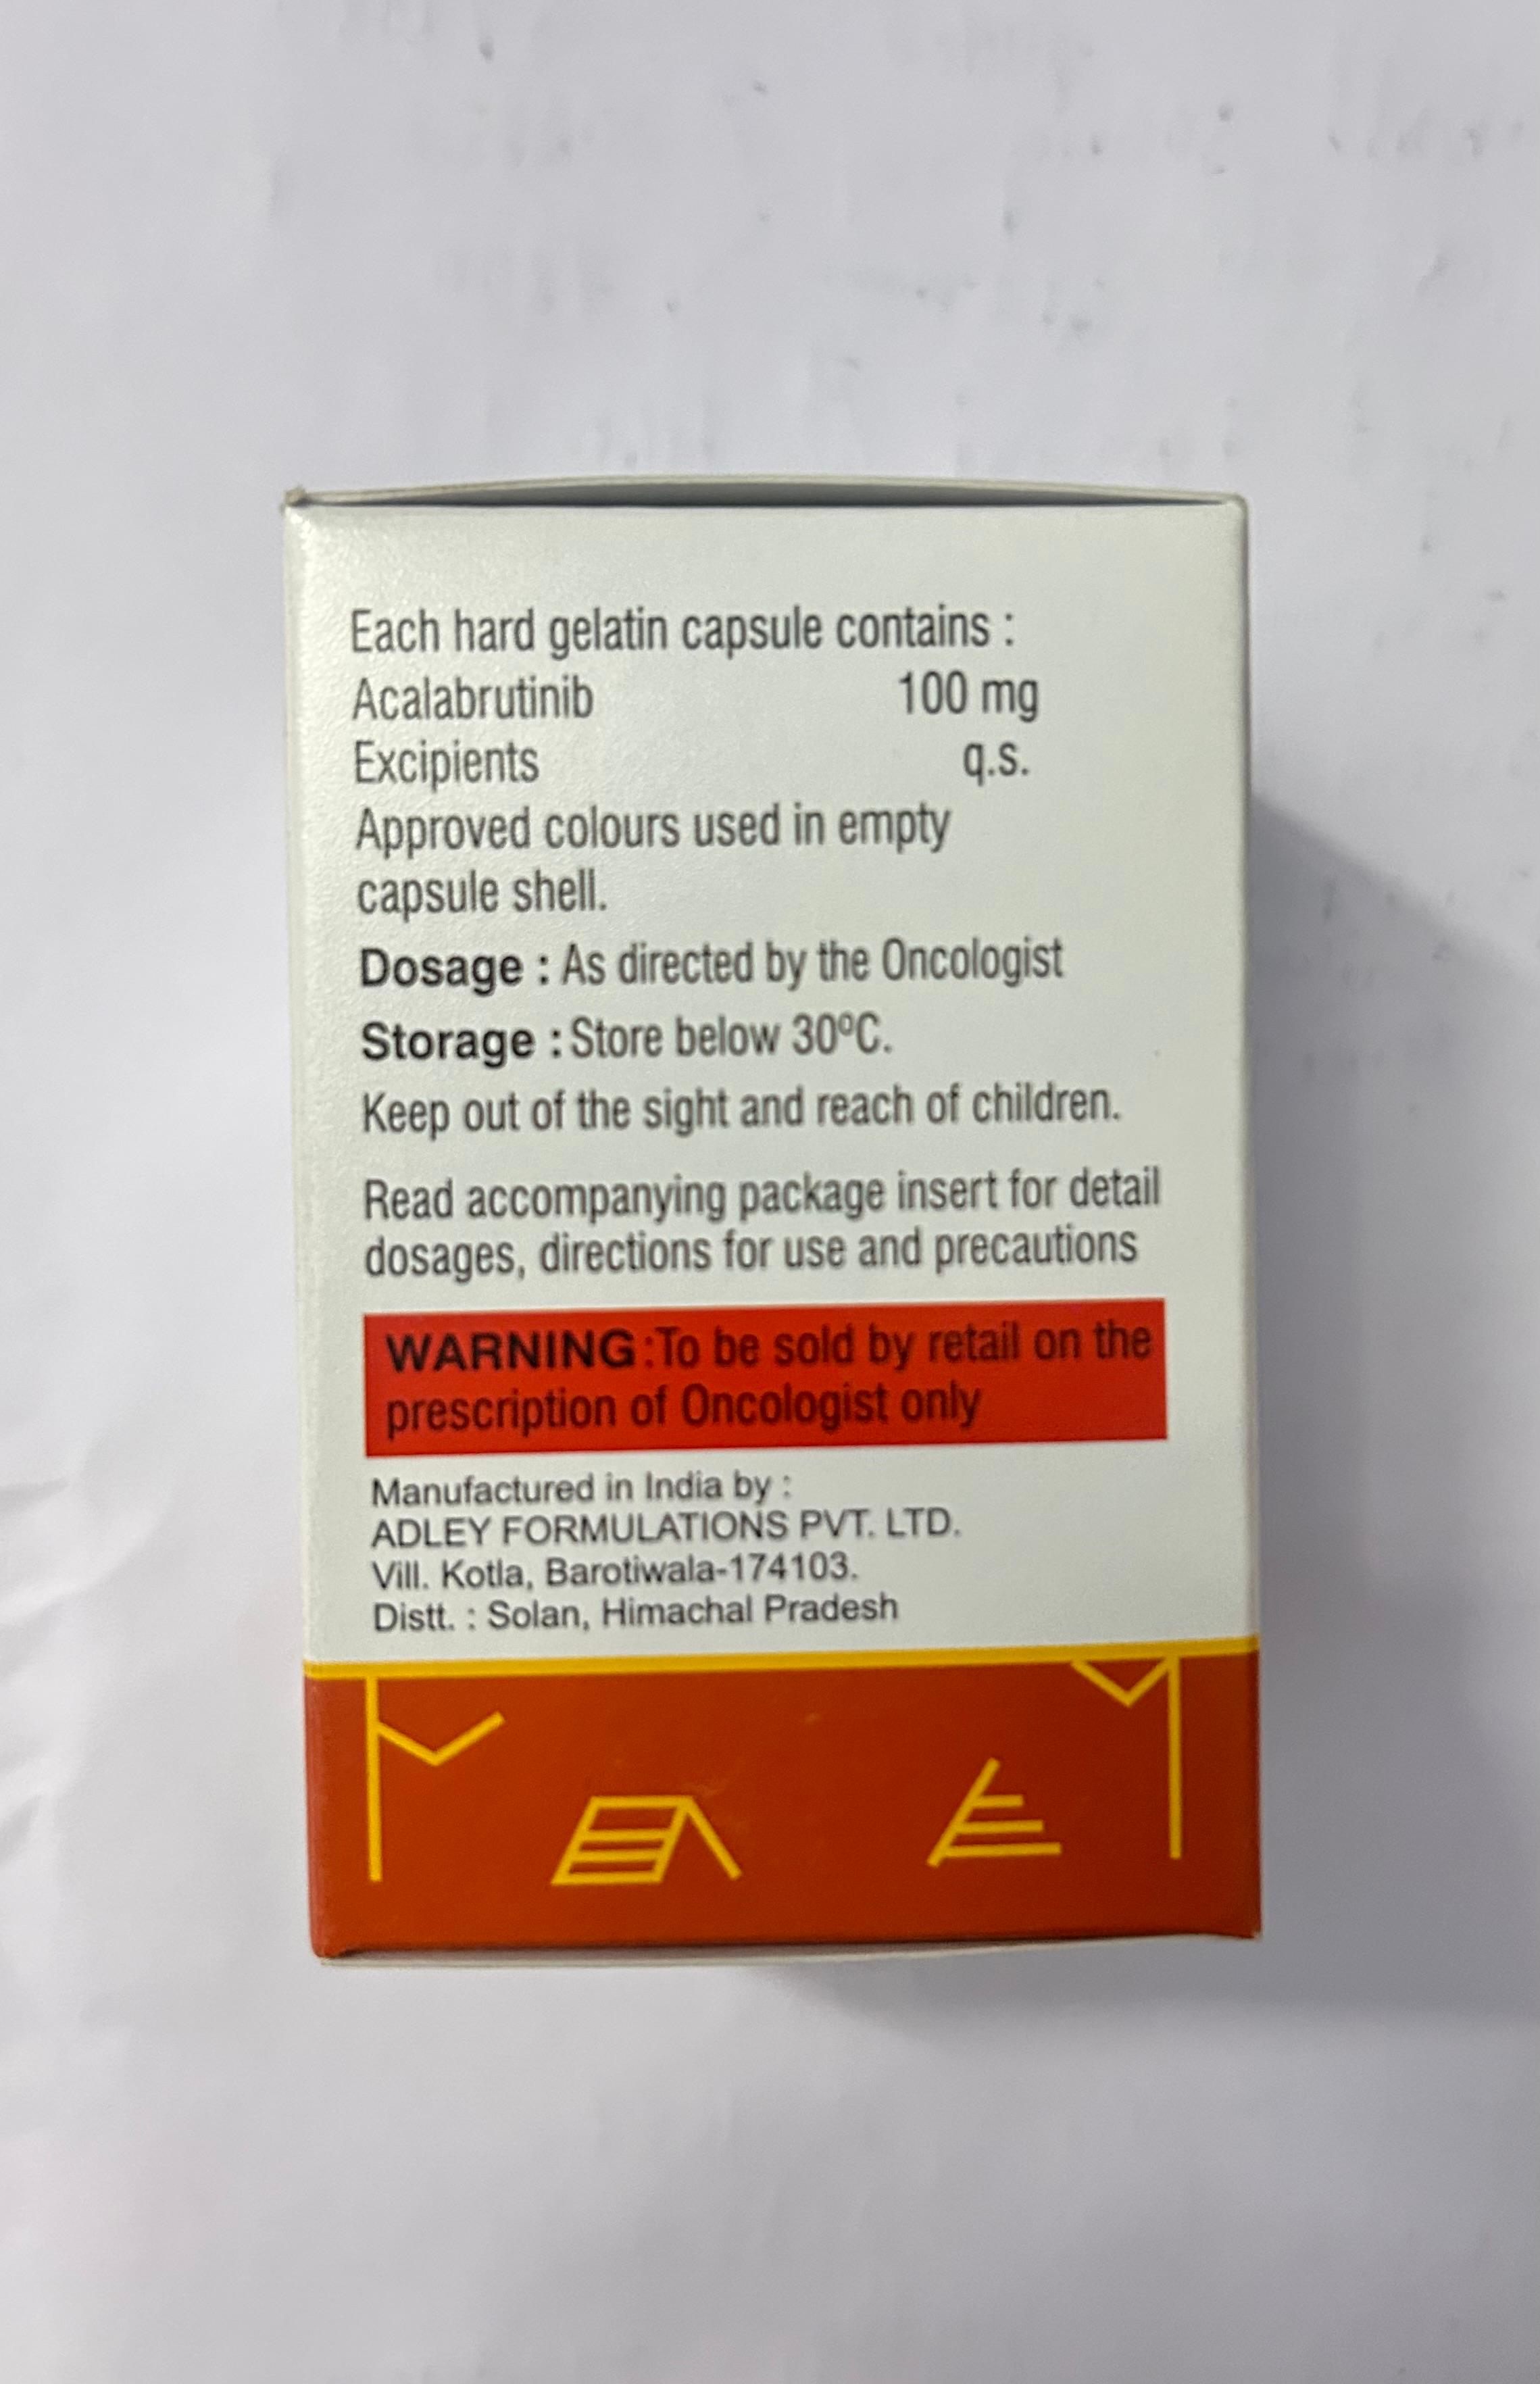 Each hard gelatin capsule contains :
Acalabrutinib 100 mg
Excipients q.s.
Approved colours used in empty
capsule shell.
Dosage : As directed by the Oncologist
Storage : Store below 30ºC.
Keep out of the sight and reach of children.
Read accompanying package insert for detail
dosages, directions for use and precautions
WARNING :To be sold by retail on the
prescription of Oncologist only
Manufactured in India by :
ADLEY FORMULATIONS PVT. LTD.
Vill. Kotla, Barotiwala-174103.
Distt. : Solan, Himachal Pradesh